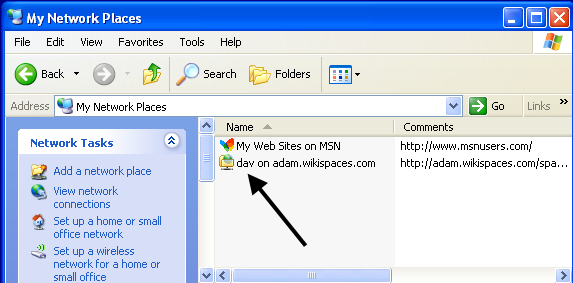 My Network Places
File Edit View Favorites Tools Help
Back Search Folders
Address My Network Places Go Links »
Network Tasks
Add a network place
View network
connections
Set up a home or small
office network
Set up a wireless
network for a home or
small office
Name Comments
My Web Sites on MSN http://www.msnusers.com/
dav on adam.wikispaces.com http://adam.wikispaces.com/spa...